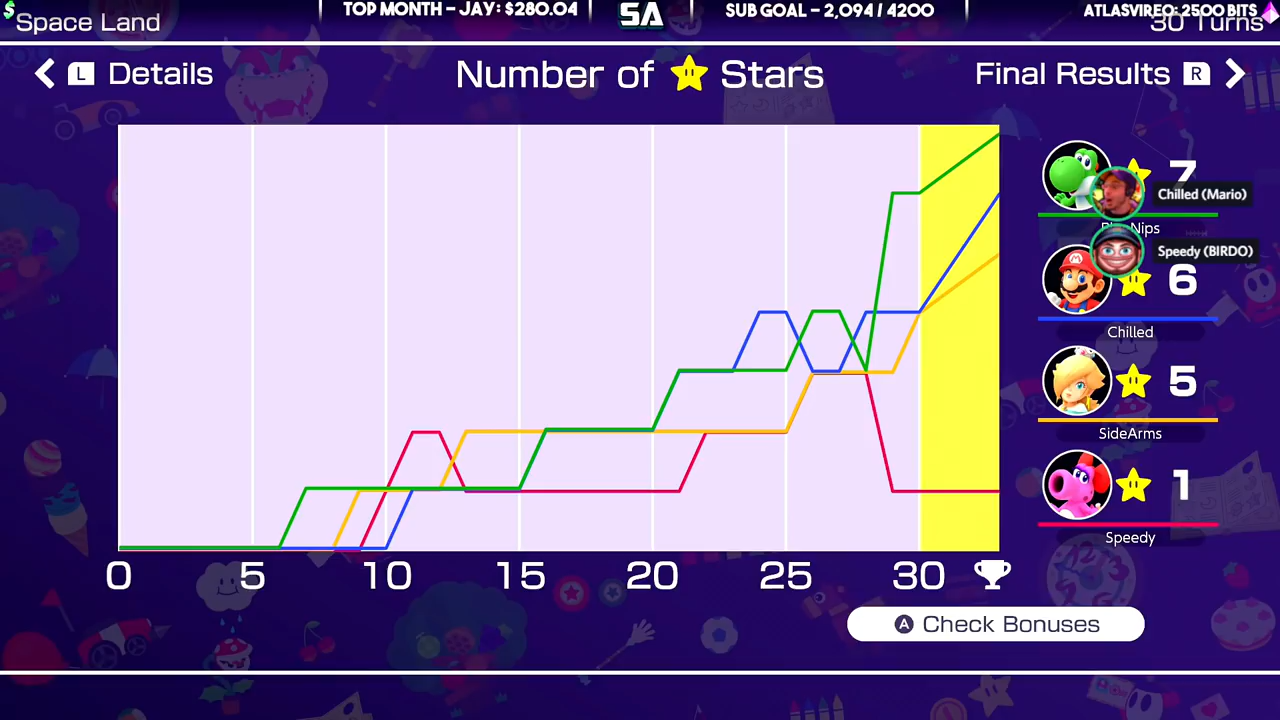 TOP MONTH - JAY: $280.04
SA
SUB GOAL - 2,094 / 4200
ATLASVIREO: 2500 BITS
Space Land
30 Turns
L Details
Number of Stars
Final Results R
7
Chilled (Mario)
Nips
Speedy (BIRDO)
6
Chilled
5
SideArms
1
Speedy
0 5 10 15 20 25 30
A Check Bonuses